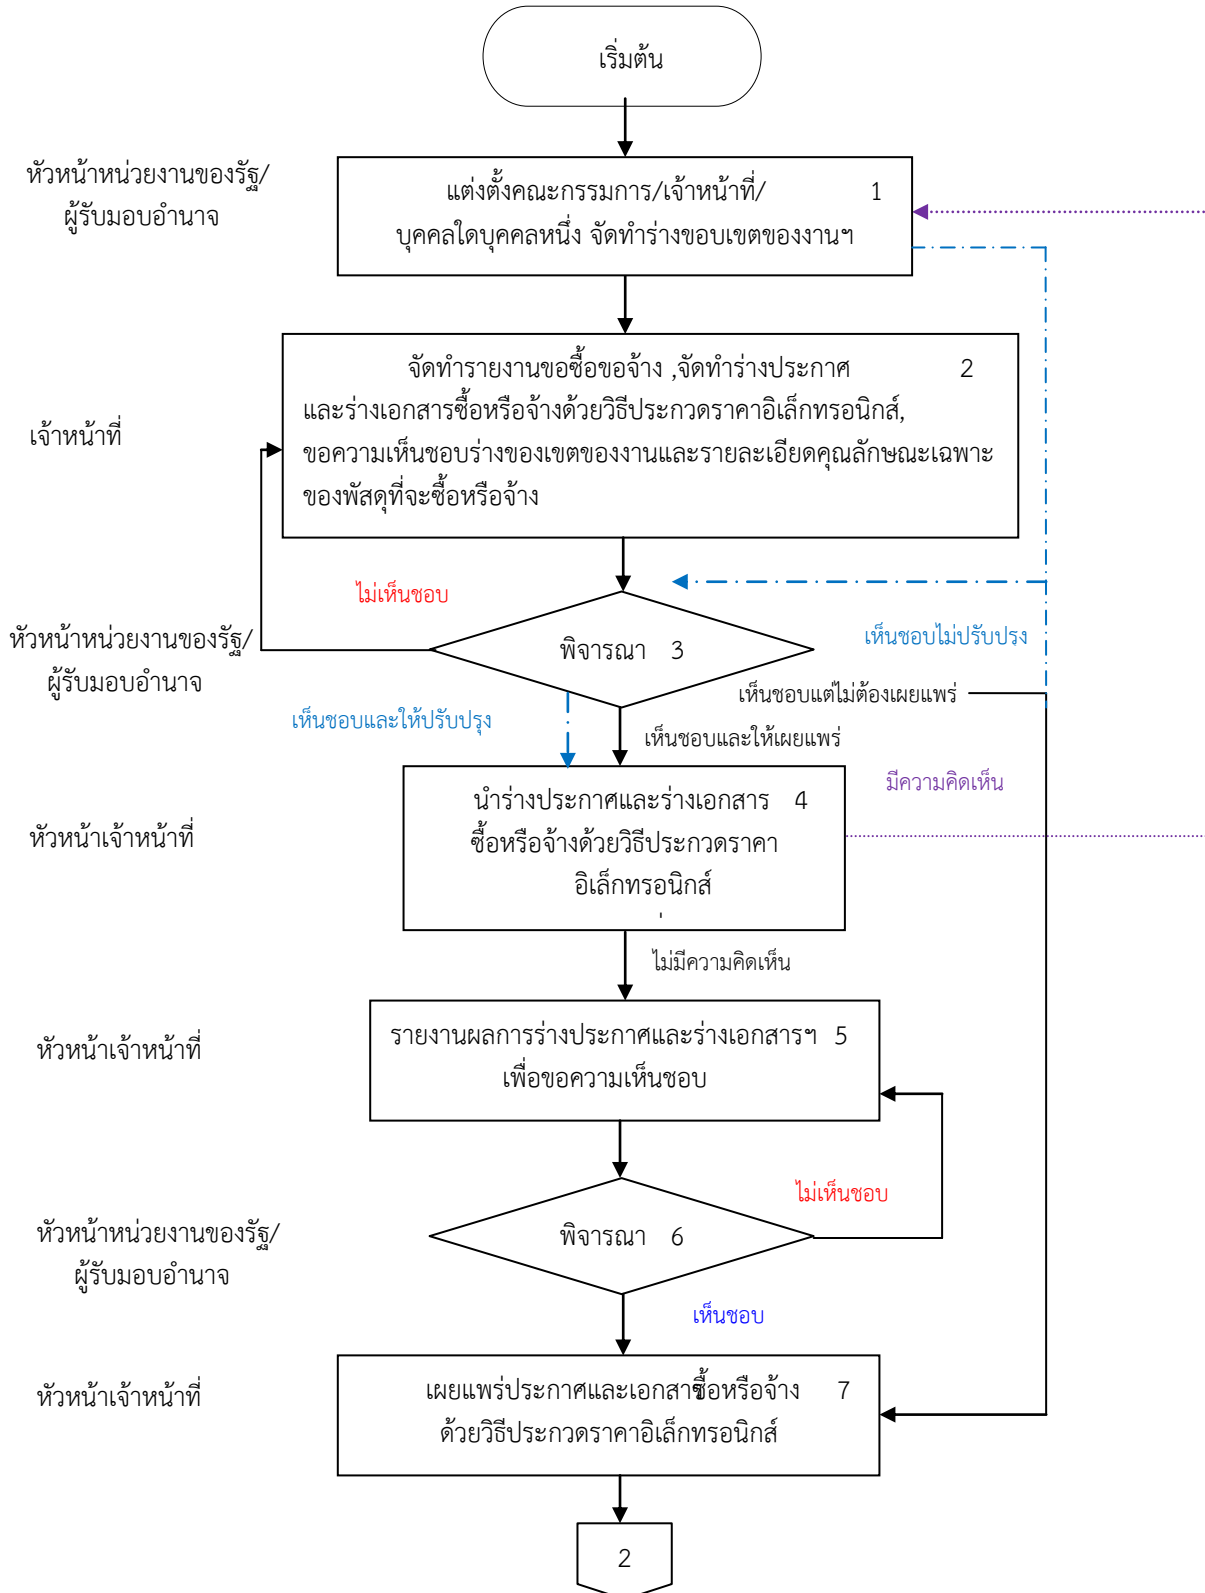 เริ่มต้น
หัวหน้าหน่วยงานของรัฐ/
ผู้รับมอบอำนาจ
แต่งตั้งคณะกรรมการ/เจ้าหน้าที่/ 1
บุคคลใดบุคคลหนึ่ง จัดทำร่างขอบเขตของงานฯ
เจ้าหน้าที่
จัดทำรายงานขอซื้อขอจ้าง ,จัดทำร่างประกาศ 2
และร่างเอกสารซื้อหรือจ้างด้วยวิธีประกวดราคาอิเล็กทรอนิกส์,
ขอความเห็นชอบร่างของเขตของงานและรายละเอียดคุณลักษณะเฉพาะ
ของพัสดุที่จะซื้อหรือจ้าง
ไม่เห็นชอบ
หัวหน้าหน่วยงานของรัฐ/
ผู้รับมอบอำนาจ
พิจารณา 3
เห็นชอบไม่ปรับปรง
เห็นชอบแต่ไม่ต้องเผยแพร่
เห็นชอบและให้ปรับปรุง
เห็นชอบและให้เผยแพร่
มีความคิดเห็น
หัวหน้าเจ้าหน้าที่
นำร่างประกาศและร่างเอกสาร 4
ซื้อหรือจ้างด้วยวิธีประกวดราคา
อิเล็กทรอนิกส์
ไม่มีความคิดเห็น
หัวหน้าเจ้าหน้าที่
รายงานผลการร่างประกาศและร่างเอกสารฯ 5
เพื่อขอความเห็นชอบ
ไม่เห็นชอบ
หัวหน้าหน่วยงานของรัฐ/
ผู้รับมอบอำนาจ
พิจารณา 6
เห็นชอบ
หัวหน้าเจ้าหน้าที่
เผยแพร่ประกาศและเอกสารซื้อหรือจ้าง 7
ด้วยวิธีประกวดราคาอิเล็กทรอนิกส์
2